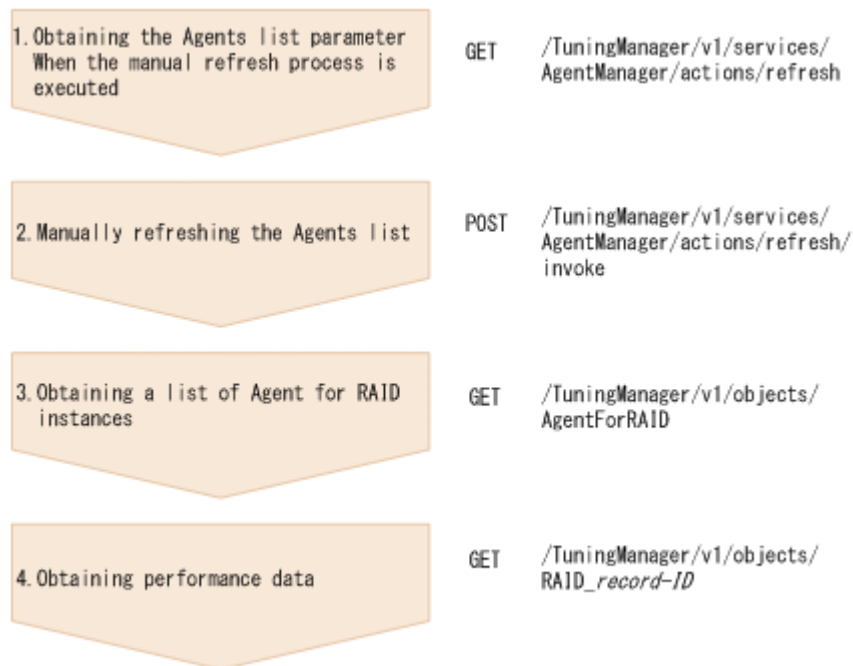 1.Obtaining the Agents list parameter
When the manual refresh process is
executed
GET
/TuningManager/v1/services/
AgentManager/actions/refresh
2.Manually refreshing the Agents list
POST
/TuningManager/v1/services/
AgentManager/actions/refresh/
invoke
3.Obtaining a list of Agent for RAID
instances
GET
/TuningManager/v1/objects/
AgentForRAID
4.Obtaining performance data
GET
/TuningManager/v1/objects/
RAID_record-ID